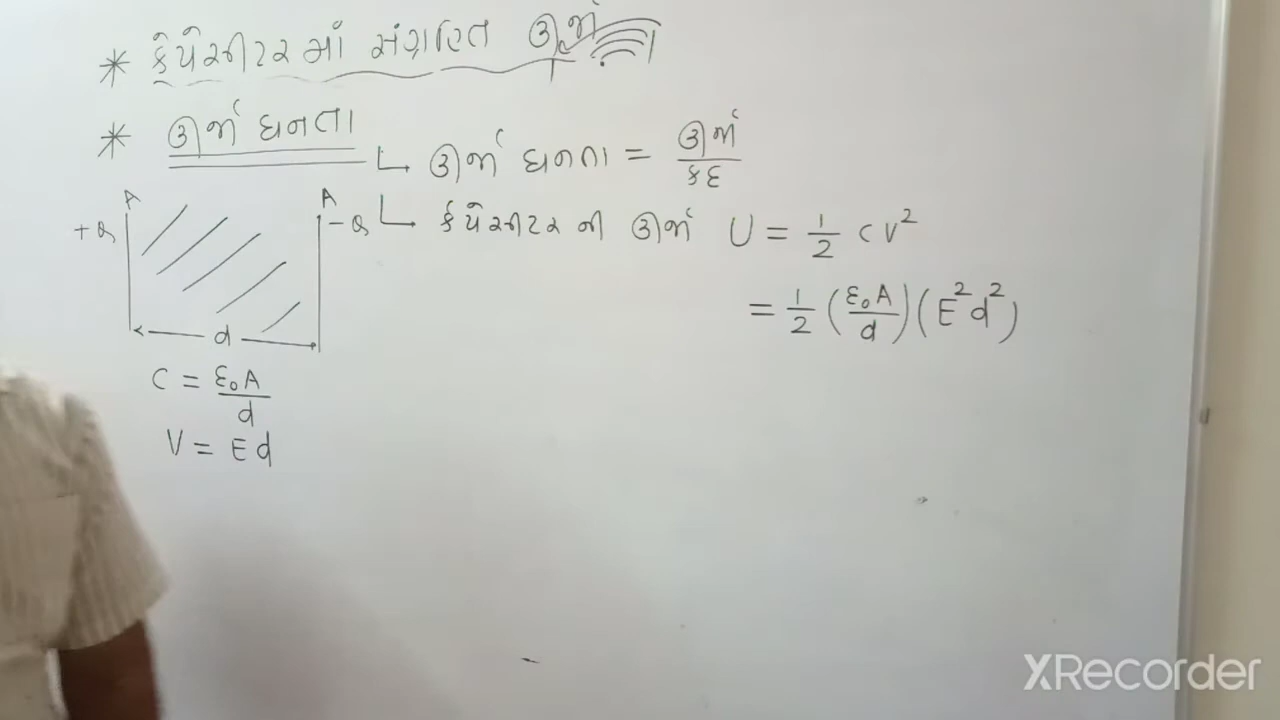 * કેપેસીટરમાં સંગ્રહિત ઊર્જા
* ઊર્જા ઘનતા
ઊર્જા ઘનતા = ઊર્જા / કદ
A A
+Q -Q
કેપેસીટર ની ઊર્જા U = 1/2 CV²
= 1/2 (ε₀A/d)(E²d²)
d
C = ε₀A/d
V = Ed
XRecorder